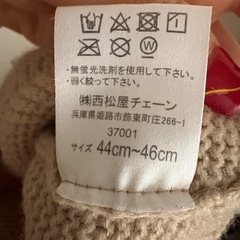 ・無蛍光洗剤を使用して下さい。
・弱く絞って下さい。
㈱西松屋チェーン
兵庫県姫路市飾東町庄266-1
37001
サイズ 44cm~46cm